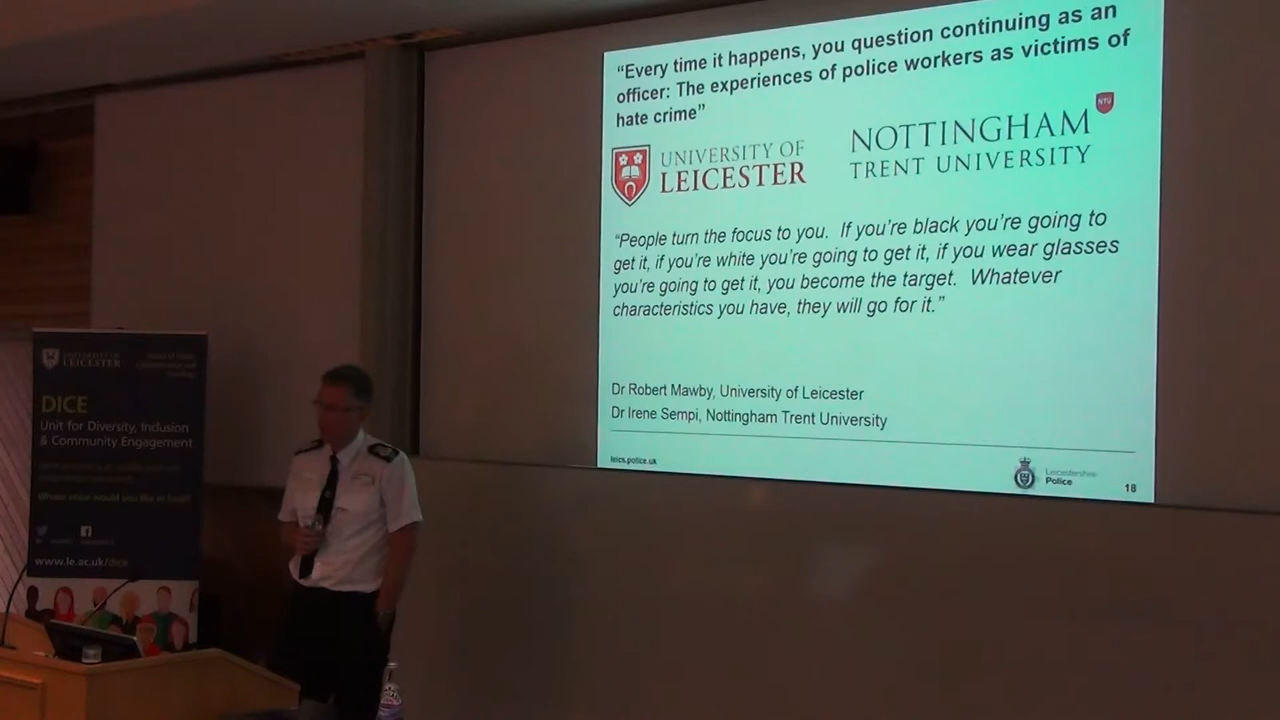 “Every time it happens, you question continuing as an
officer: The experiences of police workers as victims of
hate crime”
UNIVERSITY OF
LEICESTER
NOTTINGHAM
TRENT UNIVERSITY
NTU
“People turn the focus to you. If you’re black you’re going to
get it, if you’re white you’re going to get it, if you wear glasses
you’re going to get it, you become the target. Whatever
characteristics you have, they will go for it.”
Dr Robert Mawby, University of Leicester
Dr Irene Sempi, Nottingham Trent University
leics.police.uk
Leicestershire
Police
18
UNIVERSITY OF
LEICESTER
DICE
Unit for Diversity, Inclusion
& Community Engagement
www.le.ac.uk/dice